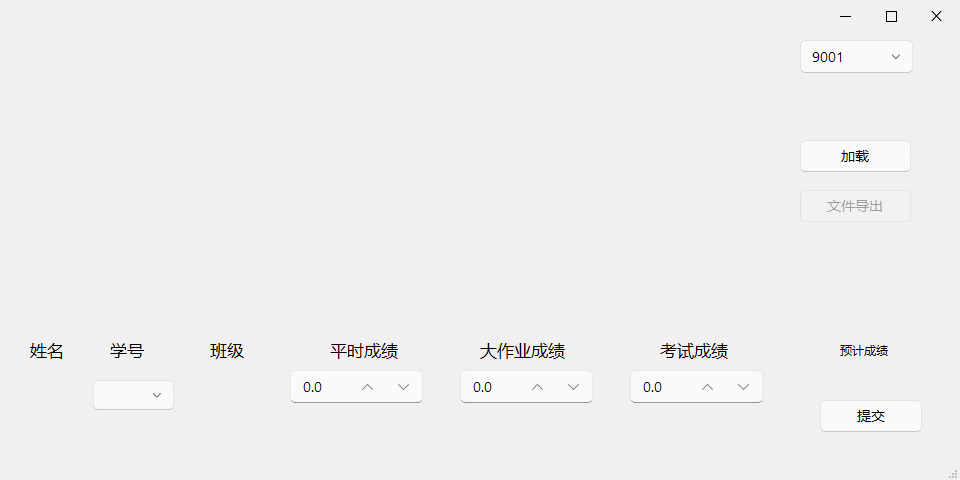 9001
加载
文件导出
姓名 学号 班级 平时成绩 大作业成绩 考试成绩 预计成绩
0.0 0.0 0.0
提交